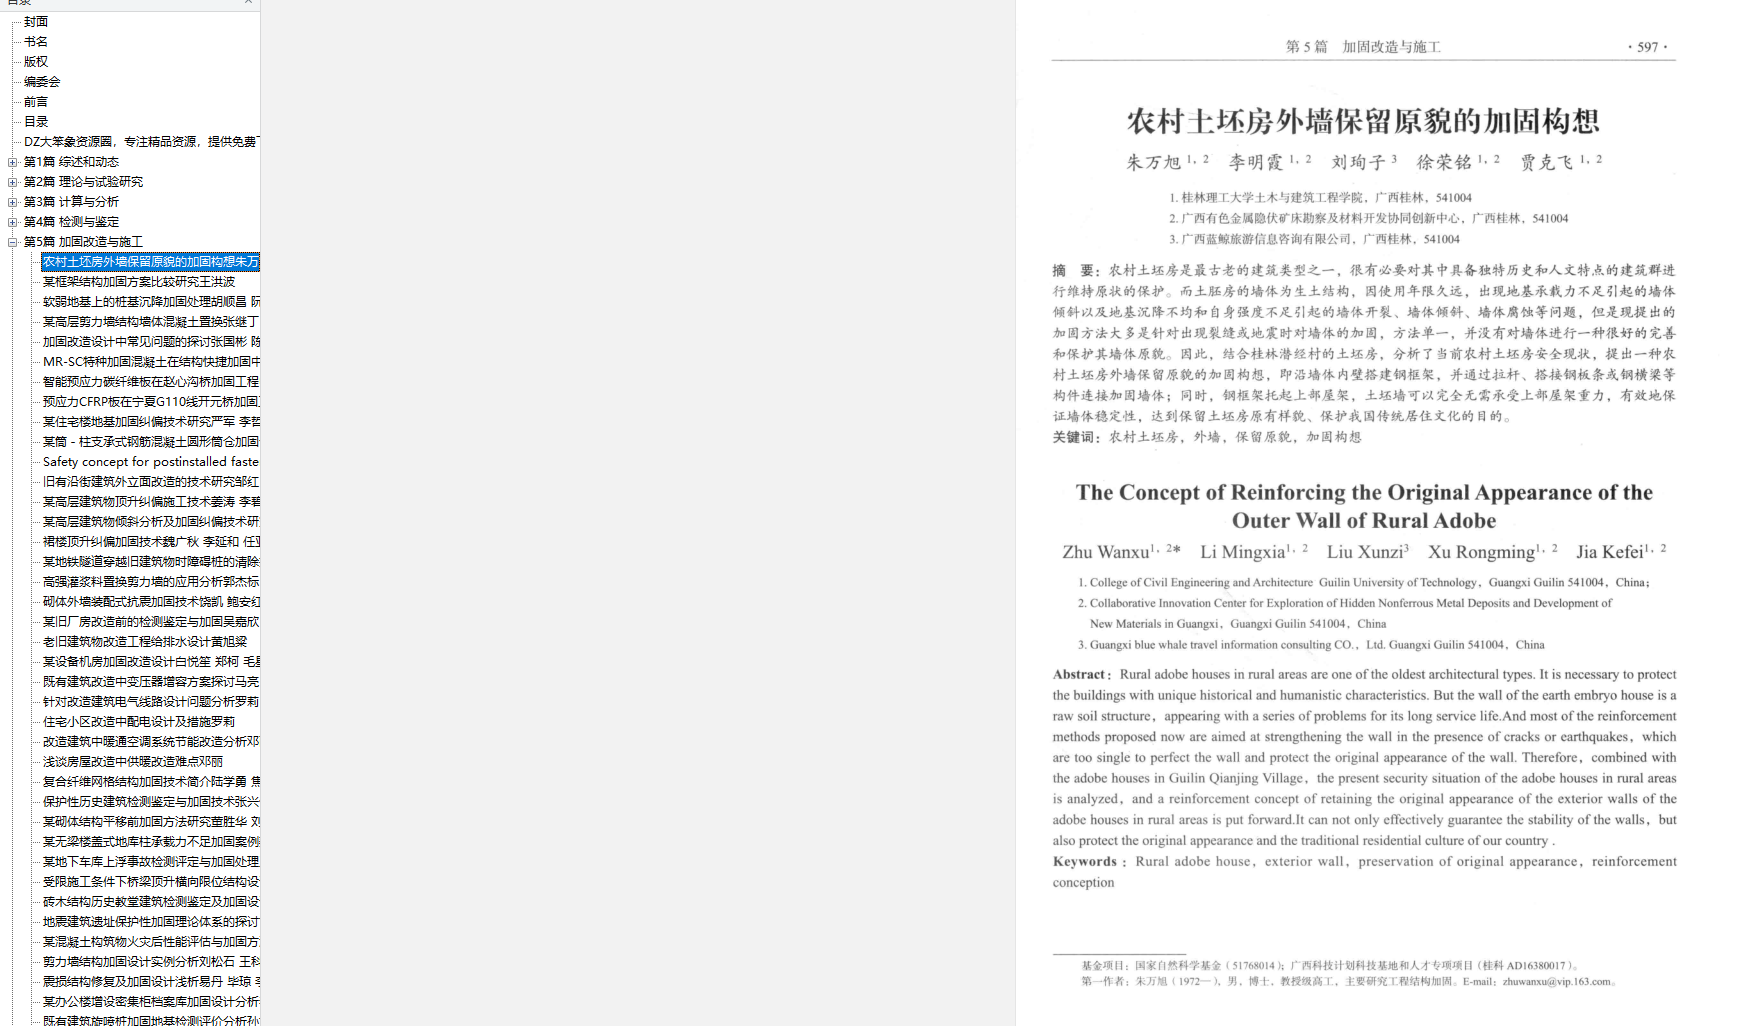 目录
封面
书名
版权
编委会
前言
目录
DZ大笨象资源圈，专注精品资源，提供免费
第1篇 综述和动态
第2篇 理论与试验研究
第3篇 计算与分析
第4篇 检测与鉴定
第5篇 加固改造与施工
农村土坯房外墙保留原貌的加固构想朱万
某框架结构加固方案比较研究王洪波
软弱地基上的桩基沉降加固处理胡顺昌 阮
某高层剪力墙结构墙体混凝土置换张继丁
加固改造设计中常见问题的探讨张国彬 陈
MR-SC特种加固混凝土在结构快捷加固中
智能预应力碳纤维板在赵心沟桥加固工程
预应力CFRP板在宁夏G110线开元桥加固
某住宅楼地基加固纠偏技术研究严军 李哲
某筒－柱支承式钢筋混凝土圆形筒仓加固
Safety concept for postinstalled faste
旧有沿街建筑外立面改造的技术研究邹红
某高层建筑物顶升纠偏施工技术姜涛 李碧
某高层建筑物倾斜分析及加固纠偏技术研
裙楼顶升纠偏加固技术魏广秋 李延和 任亚
某地铁隧道穿越旧建筑物时障碍桩的清除
高强灌浆料置换剪力墙的应用分析郭杰标
砌体外墙装配式抗震加固技术饶凯 鲍安红
某旧厂房改造前的检测鉴定与加固吴嘉欣
老旧建筑物改造工程给排水设计黄旭粱
某设备机房加固改造设计白悦笙 郑柯 毛星
既有建筑改造中变压器增容方案探讨马亮
针对改造建筑电气线路设计问题分析罗莉
住宅小区改造中配电设计及措施罗莉
改造建筑中暖通空调系统节能改造分析邓
浅谈房屋改造中供暖改造难点邓丽
复合纤维网格结构加固技术简介陆学勇 焦
保护性历史建筑检测鉴定与加固技术张兴
某砌体结构平移前加固方法研究董胜华 刘
某无梁楼盖式地库柱承载力不足加固案例
某地下车库上浮事故检测评定与加固处理
受限施工条件下桥梁顶升横向限位结构设
砖木结构历史教堂建筑检测鉴定及加固设
地震建筑遗址保护性加固理论体系的探讨
某混凝土构筑物火灾后性能评估与加固方
剪力墙结构加固设计实例分析刘松石 王科
震损结构修复及加固设计浅析易丹 毕琼 李
某办公楼增设密集柜档案库加固设计分析
既有建筑旋喷桩加固地基检测评价分析孙
第 5 篇 加固改造与施工 · 597 ·
农村土坯房外墙保留原貌的加固构想
朱万旭1，2 李明霞1，2 刘珣子3 徐荣铭1，2 贾克飞1，2
1. 桂林理工大学土木与建筑工程学院，广西桂林，541004
2. 广西有色金属隐伏矿床勘察及材料开发协同创新中心，广西桂林，541004
3. 广西蓝鲸旅游信息咨询有限公司，广西桂林，541004
摘 要：农村土坯房是最古老的建筑类型之一，很有必要对其中具备独特历史和人文特点的建筑群进
行维持原状的保护。而土胚房的墙体为生土结构，因使用年限久远，出现地基承载力不足引起的墙体
倾斜以及地基沉降不均和自身强度不足引起的墙体开裂、墙体倾斜、墙体腐蚀等问题，但是现提出的
加固方法大多是针对出现裂缝或地震时对墙体的加固，方法单一，并没有对墙体进行一种很好的完善
和保护其墙体原貌。因此，结合桂林潜经村的土坯房，分析了当前农村土坯房安全现状，提出一种农
村土坯房外墙保留原貌的加固构想，即沿墙体内壁搭建钢框架，并通过拉杆、搭接钢板条或钢横梁等
构件连接加固墙体；同时，钢框架托起上部屋架，土坯墙可以完全无需承受上部屋架重力，有效地保
证墙体稳定性，达到保留土坯房原有样貌、保护我国传统居住文化的目的。
关键词：农村土坯房，外墙，保留原貌，加固构想
The Concept of Reinforcing the Original Appearance of the
Outer Wall of Rural Adobe
Zhu Wanxu1, 2* Li Mingxia1, 2 Liu Xunzi3 Xu Rongming1, 2 Jia Kefei1, 2
1. College of Civil Engineering and Architecture Guilin University of Technology, Guangxi Guilin 541004, China;
2. Collaborative Innovation Center for Exploration of Hidden Nonferrous Metal Deposits and Development of
New Materials in Guangxi, Guangxi Guilin 541004, China
3. Guangxi blue whale travel information consulting CO., Ltd. Guangxi Guilin 541004, China
Abstract: Rural adobe houses in rural areas are one of the oldest architectural types. It is necessary to protect
the buildings with unique historical and humanistic characteristics. But the wall of the earth embryo house is a
raw soil structure, appearing with a series of problems for its long service life.And most of the reinforcement
methods proposed now are aimed at strengthening the wall in the presence of cracks or earthquakes, which
are too single to perfect the wall and protect the original appearance of the wall. Therefore, combined with
the adobe houses in Guilin Qianjing Village, the present security situation of the adobe houses in rural areas
is analyzed, and a reinforcement concept of retaining the original appearance of the exterior walls of the
adobe houses in rural areas is put forward.It can not only effectively guarantee the stability of the walls, but
also protect the original appearance and the traditional residential culture of our country .
Keywords : Rural adobe house, exterior wall, preservation of original appearance, reinforcement
conception
基金项目：国家自然科学基金（51768014）；广西科技计划科技基地和人才专项项目（桂科 AD16380017）。
第一作者：朱万旭（1972—），男，博士，教授级高工，主要研究工程结构加固。E-mail：zhuwanxu@vip.163.com。